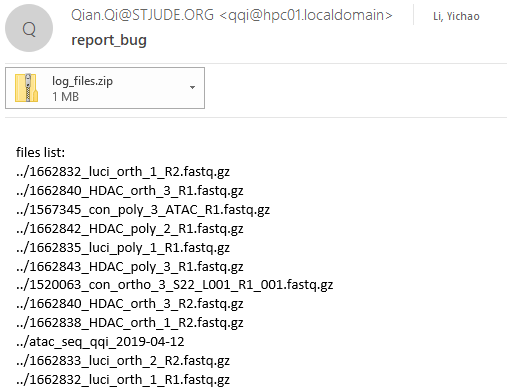 Q
Qian.Qi@STJUDE.ORG <qqi@hpc01.localdomain>
Li, Yichao
report_bug
log_files.zip
1 MB
files list:
../1662832_luci_orth_1_R2.fastq.gz
../1662840_HDAC_orth_3_R1.fastq.gz
../1567345_con_poly_3_ATAC_R1.fastq.gz
../1662842_HDAC_poly_2_R1.fastq.gz
../1662835_luci_poly_1_R1.fastq.gz
../1662843_HDAC_poly_3_R1.fastq.gz
../1520063_con_ortho_3_S22_L001_R1_001.fastq.gz
../1662840_HDAC_orth_3_R2.fastq.gz
../1662838_HDAC_orth_1_R2.fastq.gz
../atac_seq_qqi_2019-04-12
../1662833_luci_orth_2_R2.fastq.gz
../1662832_luci_orth_1_R1.fastq.gz